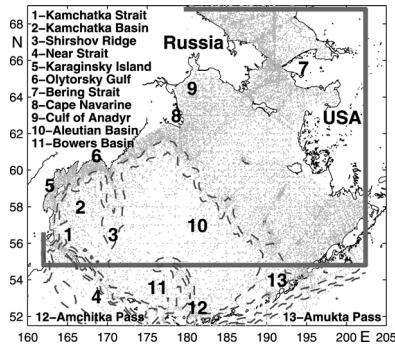 1–Kamchatka Strait
2–Kamchatka Basin
3–Shirshov Ridge
4–Near Strait
5–Karaginsky Island
6–Olytorsky Gulf
7–Bering Strait
8–Cape Navarine
9–Culf of Anadyr
10–Aleutian Basin
11–Bowers Basin
Russia
USA
7
9
8
6
5
2
1
3
10
4
11
12
13
12–Amchitka Pass
13–Amukta Pass
68
N
66
64
62
60
58
56
54
52
160 165 170 175 180 185 190 195 200 E 205